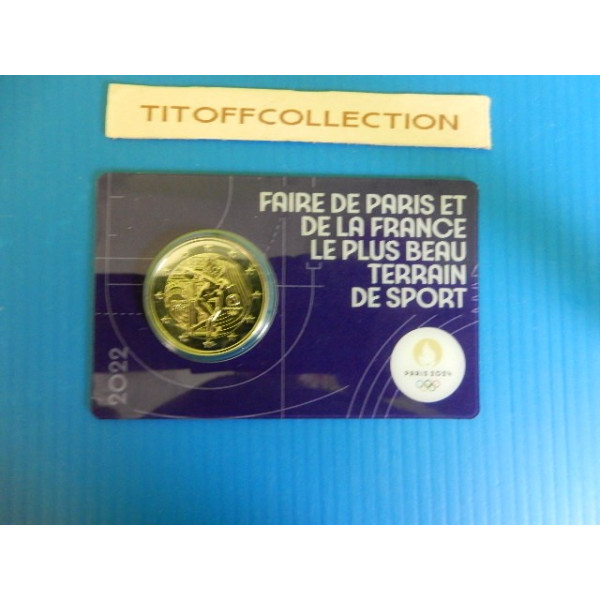 TITOFFCOLLECTION
FAIRE DE PARIS ET
DE LA FRANCE
LE PLUS BEAU
TERRAIN
DE SPORT
2022
PARIS 2024